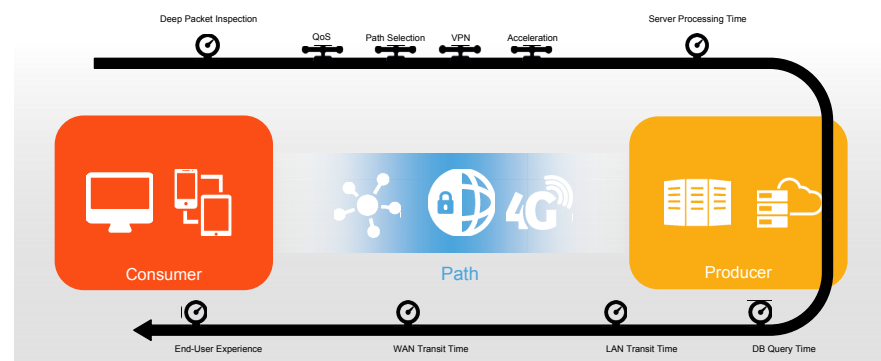 Deep Packet Inspection
Server Processing Time
QoS
Path Selection
VPN
Acceleration
4G
Consumer
Path
Producer
End-User Experience
WAN Transit Time
LAN Transit Time
DB Query Time